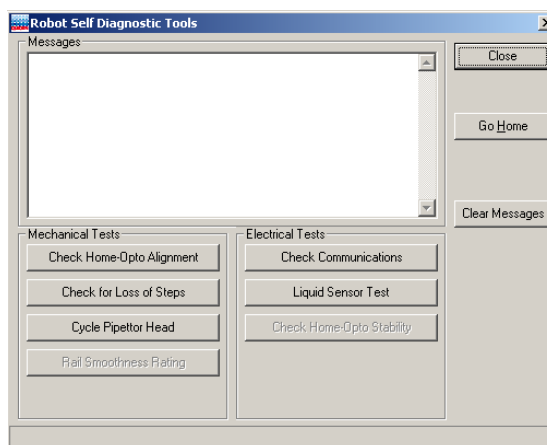 Robot Self Diagnostic Tools
Messages
Close
Go Home
Clear Messages
Mechanical Tests
Check Home-Opto Alignment
Check for Loss of Steps
Cycle Pipettor Head
Rail Smoothness Rating
Electrical Tests
Check Communications
Liquid Sensor Test
Check Home-Opto Stability